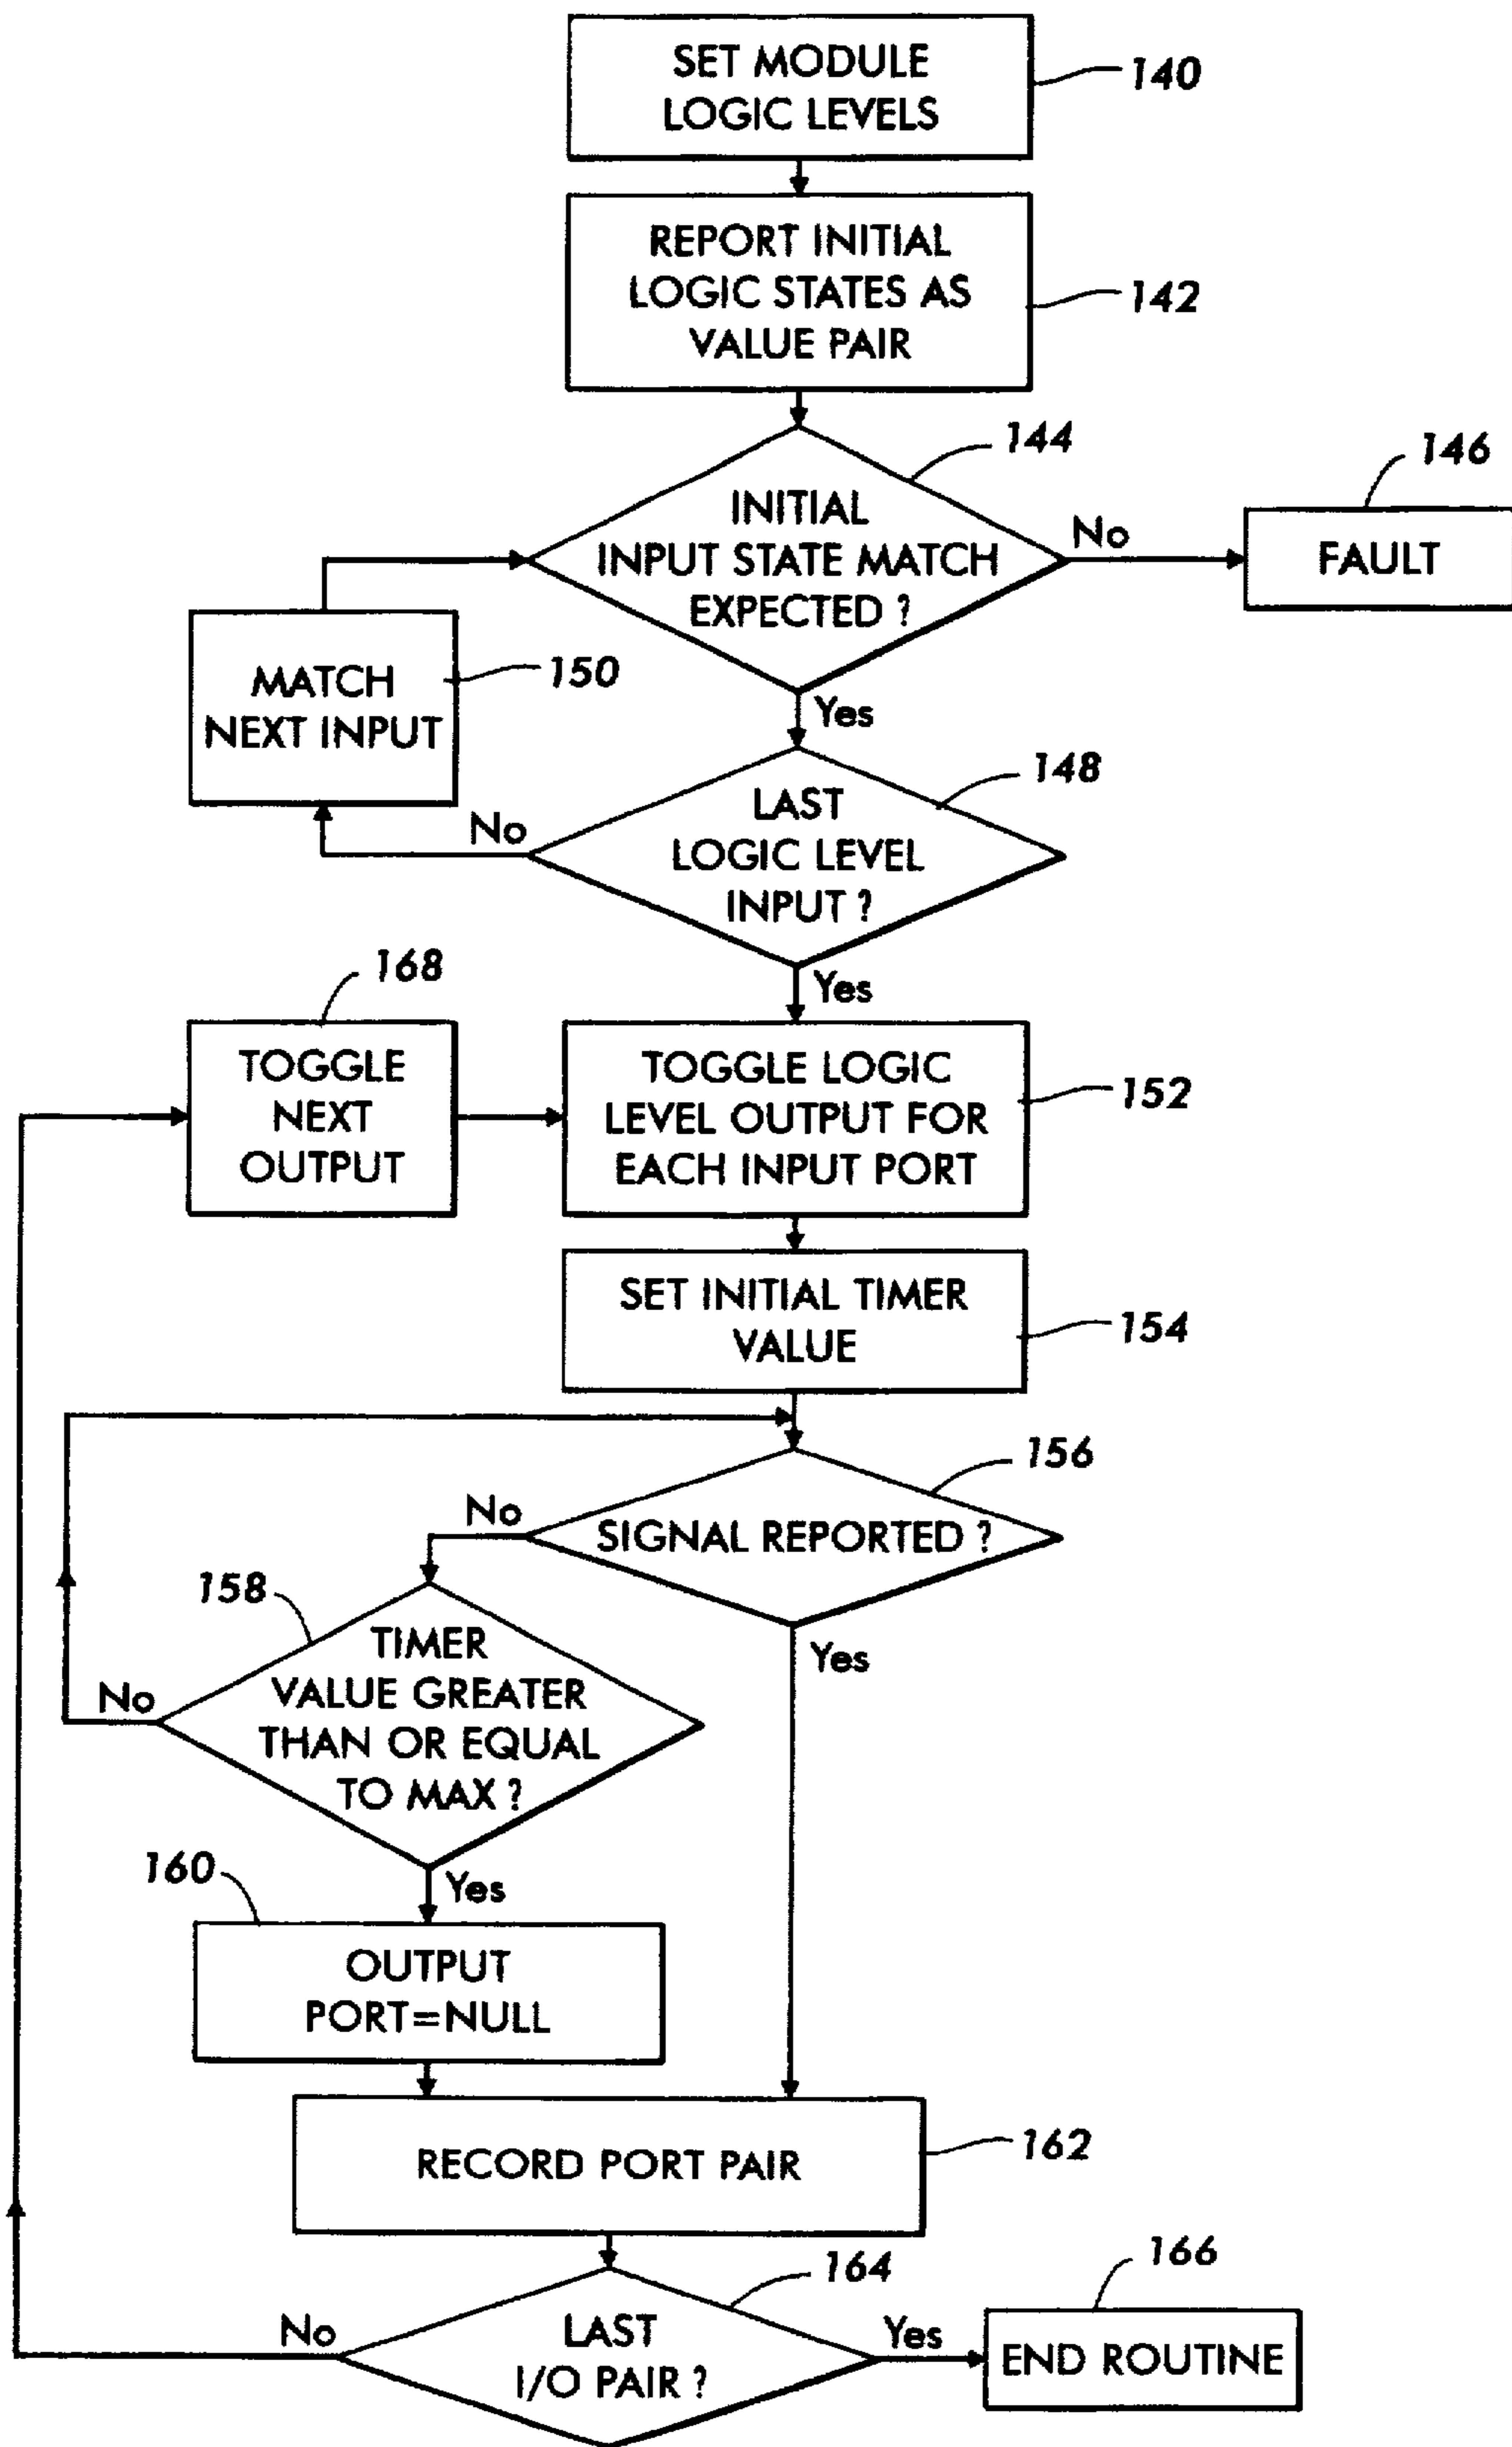 SET MODULE
LOGIC LEVELS
140
REPORT INITIAL
LOGIC STATES AS
VALUE PAIR
142
144
INITIAL
INPUT STATE MATCH
EXPECTED ?
No
146
FAULT
MATCH
NEXT INPUT
150
Yes
148
LAST
LOGIC LEVEL
INPUT ?
No
Yes
168
TOGGLE
NEXT
OUTPUT
TOGGLE LOGIC
LEVEL OUTPUT FOR
EACH INPUT PORT
152
SET INITIAL TIMER
VALUE
154
156
SIGNAL REPORTED ?
No
Yes
158
TIMER
VALUE GREATER
THAN OR EQUAL
TO MAX ?
No
Yes
160
OUTPUT
PORT=NULL
RECORD PORT PAIR
162
164
LAST
I/O PAIR ?
No
Yes
166
END ROUTINE